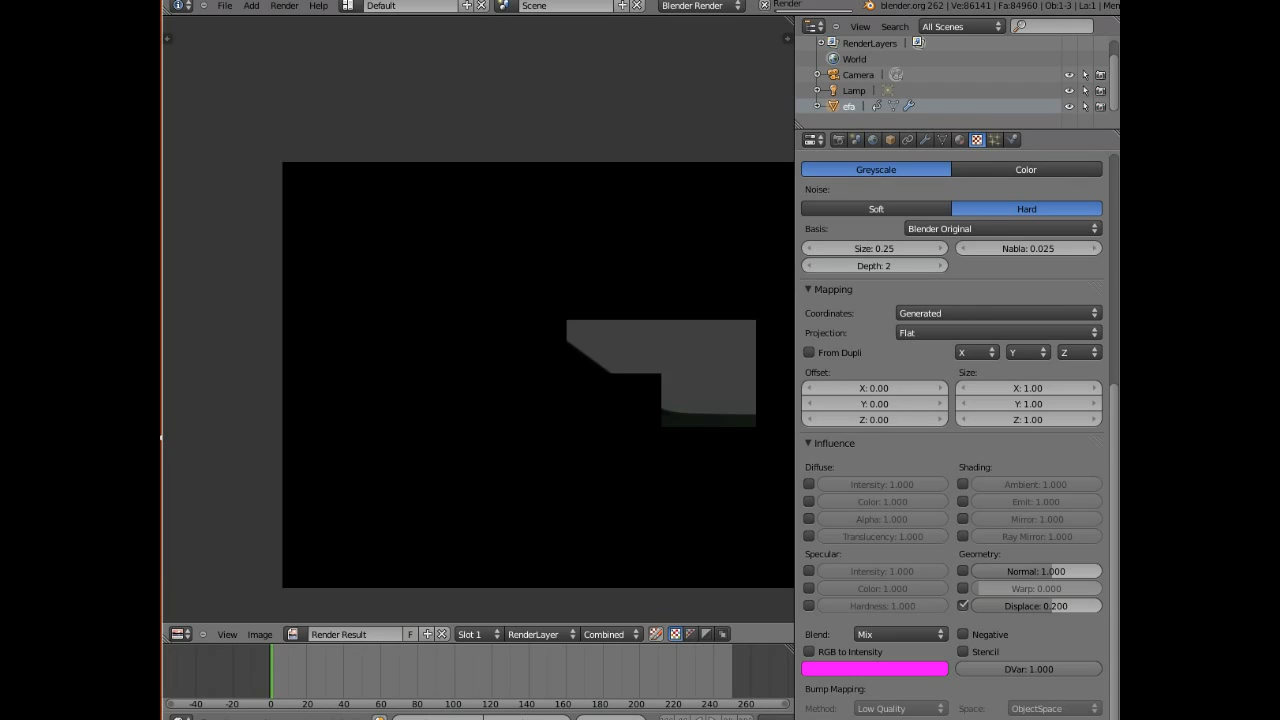 File Add Render Help Default Scene Blender Render Render blender.org 262 | Ve:86141 | Fa:84960 | Ob:1-3 | La:1 | Mem
View Search All Scenes
RenderLayers |
World
Camera |
Lamp |
efa |
Greyscale Color
Noise:
Soft Hard
Basis: Blender Original
Size: 0.25 Nabla: 0.025
Depth: 2
Mapping
Coordinates: Generated
Projection: Flat
From Dupli X Y Z
Offset: Size:
X: 0.00 X: 1.00
Y: 0.00 Y: 1.00
Z: 0.00 Z: 1.00
Influence
Diffuse: Shading:
Intensity: 1.000 Ambient: 1.000
Color: 1.000 Emit: 1.000
Alpha: 1.000 Mirror: 1.000
Translucency: 1.000 Ray Mirror: 1.000
Specular: Geometry:
Intensity: 1.000 Normal: 1.000
Color: 1.000 Warp: 0.000
Hardness: 1.000 Displace: 0.200
Blend: Mix Negative
RGB to Intensity Stencil
DVar: 1.000
Bump Mapping:
Method: Low Quality Space: ObjectSpace
View Image Render Result F Slot 1 RenderLayer Combined
-40 -20 0 20 40 60 80 100 120 140 160 180 200 220 240 260